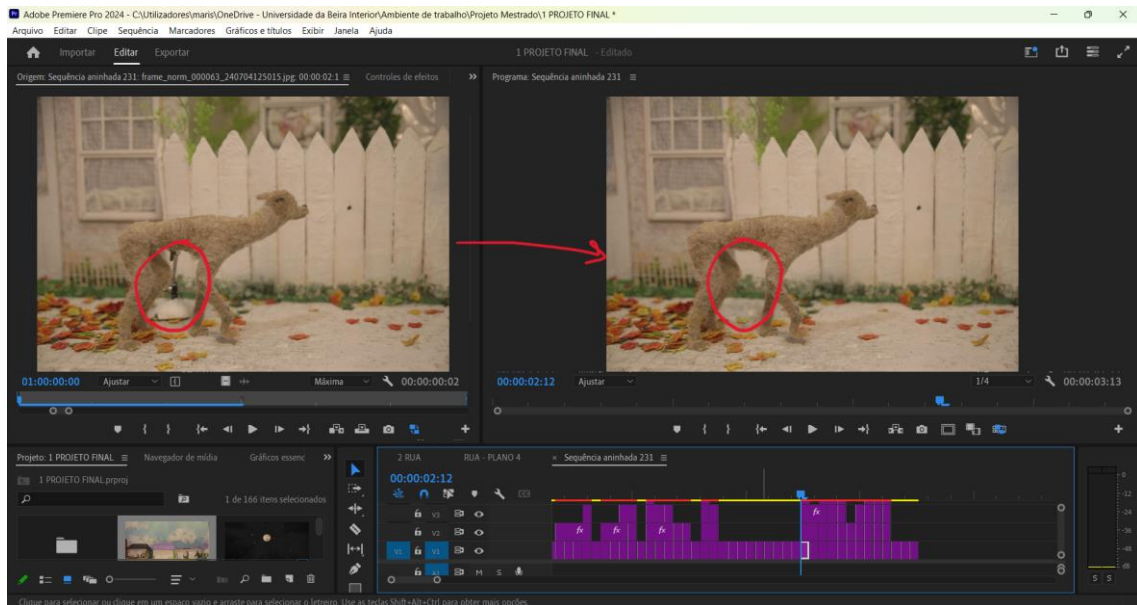 Adobe Premiere Pro 2024 - C:\Utilizadores\maris\OneDrive - Universidade da Beira Interior\Ambiente de trabalho\Projeto Mestrado\1 PROJETO FINAL *
Arquivo Editar Clipe Sequência Marcadores Gráficos e títulos Exibir Janela Ajuda
Importar Editar Exportar 1 PROJETO FINAL - Editado
Origem: Sequência aninhada 231: frame_norm_000063_240704125015.jpg: 00:00:02:1 Controles de efeitos Programa: Sequência aninhada 231
01:00:00:00 Ajustar Máxima 00:00:00:02 00:00:02:12 Ajustar 1/4 00:00:03:13
Projeto: 1 PROJETO FINAL Navegador de mídia Gráficos essenc 2 RUA RUA - PLANO 4 × Sequência aninhada 231
1 PROJETO FINAL.prproj
00:00:02:12
1 de 166 itens selecionados
V3 fx
V2 fx fx fx
V1 V1
A1 M S
0
-12
-24
-36
-48
dB
S S
Clique para selecionar ou clique em um espaço vazio e arraste para selecionar o letreiro. Use as teclas Shift+Alt+Ctrl para obter mais opções.